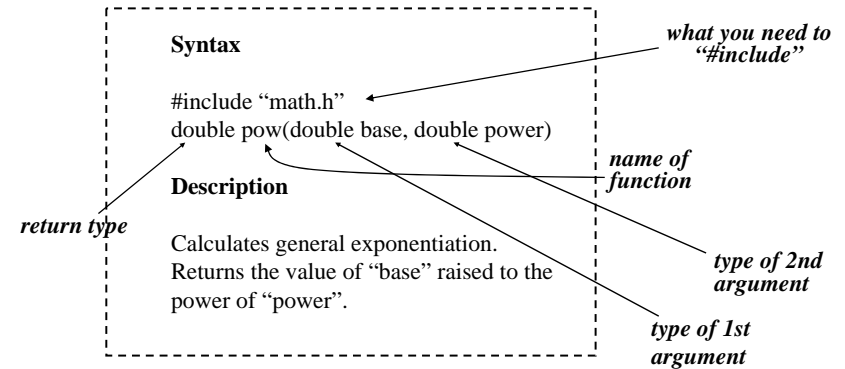 Syntax
what you need to
“#include”
#include “math.h”
double pow(double base, double power)
name of
function
Description
return type
Calculates general exponentiation.
Returns the value of “base” raised to the
power of “power”.
type of 2nd
argument
type of 1st
argument